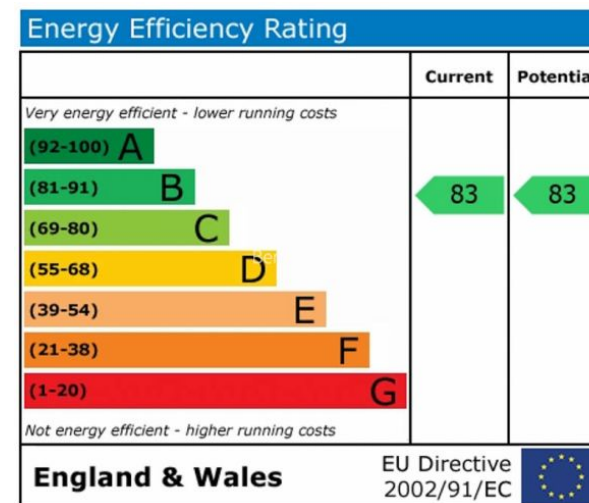 Energy Efficiency Rating
Current Potentia
Very energy efficient - lower running costs
(92-100) A
(81-91) B
83 83
(69-80) C
(55-68) D
Ber
(39-54) E
(21-38) F
(1-20) G
Not energy efficient - higher running costs
England & Wales
EU Directive
2002/91/EC